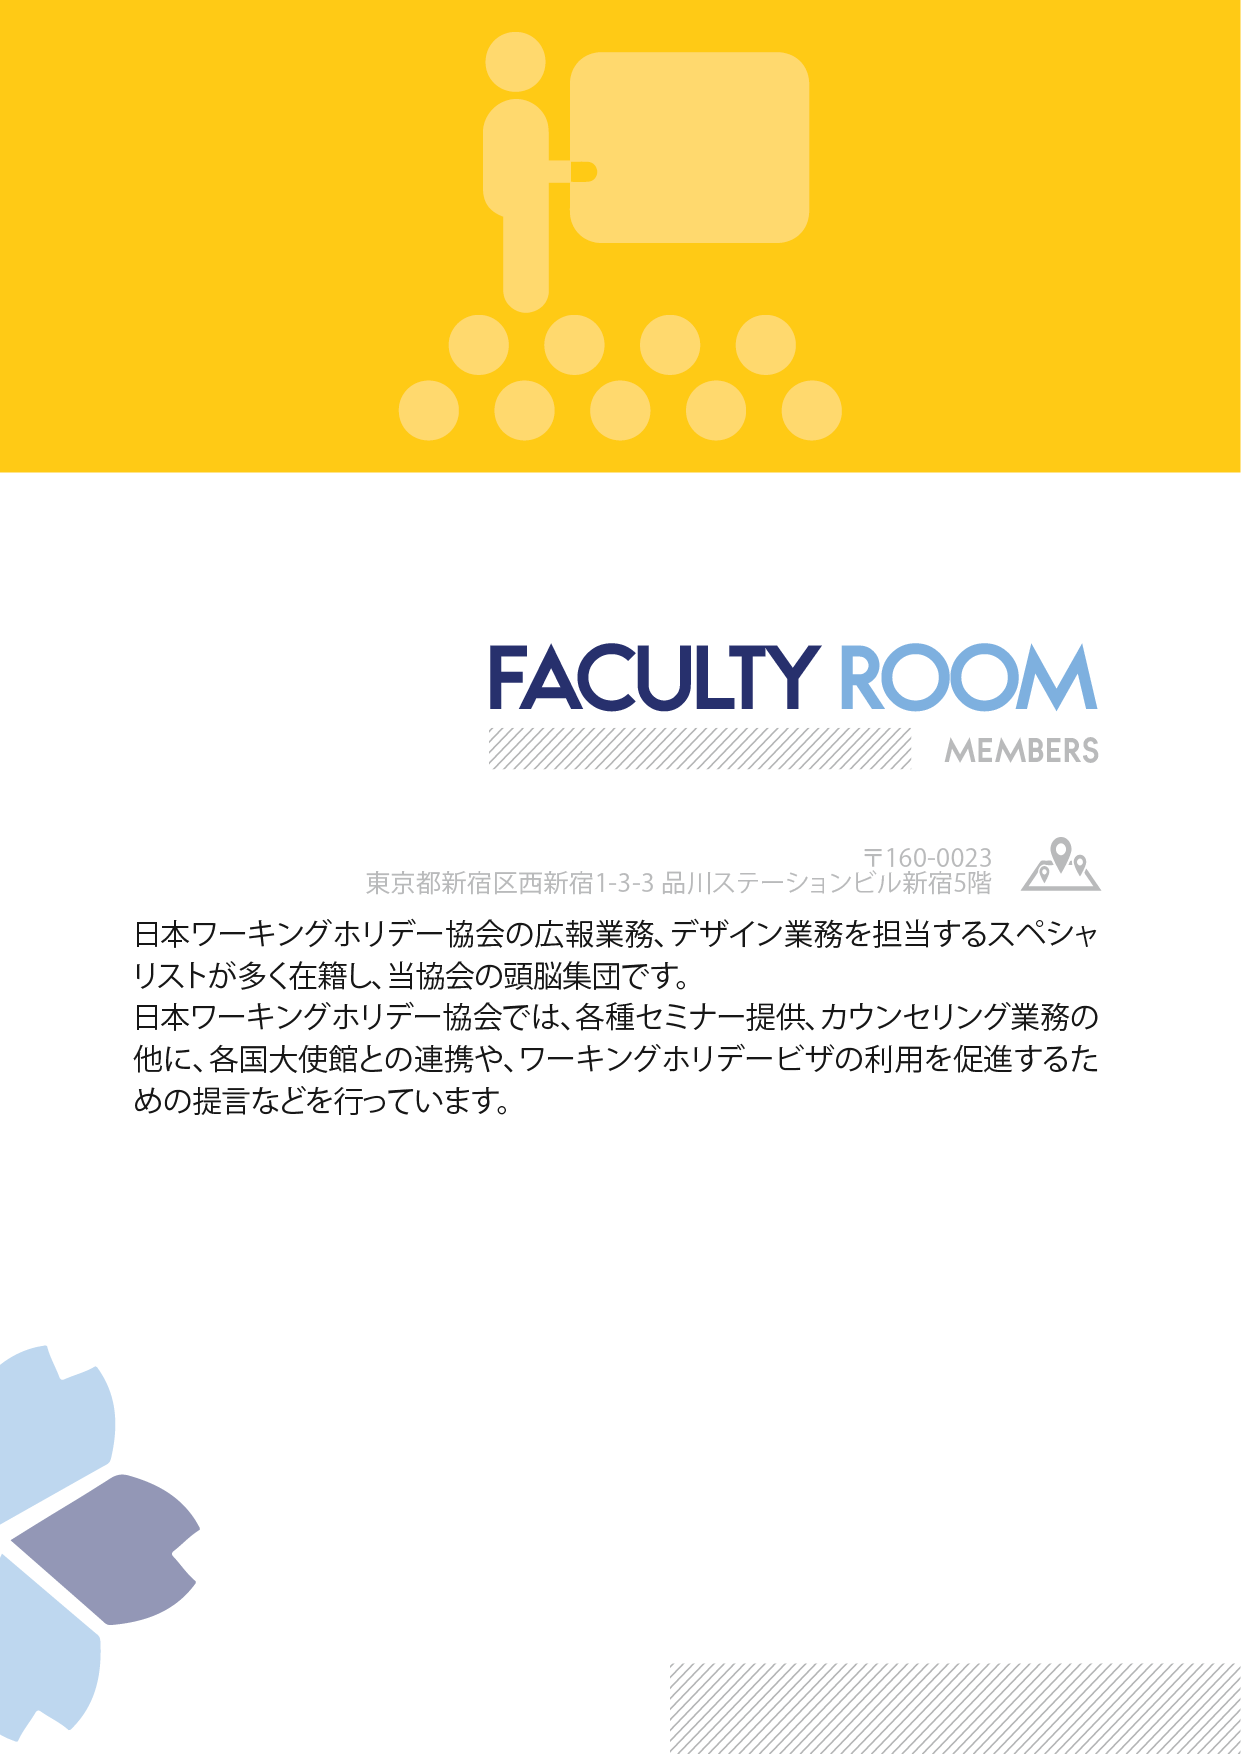 FACULTY ROOM
MEMBERS
〒160-0023
東京都新宿区西新宿1-3-3 品川ステーションビル新宿5階
日本ワーキングホリデー協会の広報業務、デザイン業務を担当するスペシャ
リストが多く在籍し、当協会の頭脳集団です。
日本ワーキングホリデー協会では、各種セミナー提供、カウンセリング業務の
他に、各国大使館との連携や、ワーキングホリデービザの利用を促進するた
めの提言などを行っています。